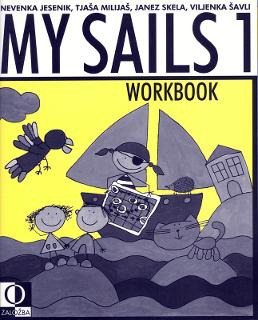 NEVENKA JESENIK, TJAŠA MILIJAŠ, JANEZ SKELA, VILJENKA ŠAVLI
MY SAILS 1
WORKBOOK
ZALOŽBA